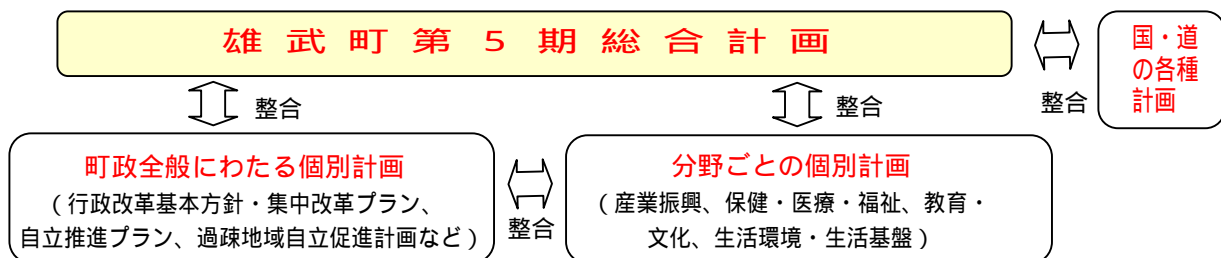 雄武町第５期総合計画
国・道
の各種
計画
整合
整合
整合
町政全般にわたる個別計画
（行政改革基本方針・集中改革プラン、
自立推進プラン、過疎地域自立促進計画など）
整合
分野ごとの個別計画
（産業振興、保健・医療・福祉、教育・
文化、生活環境・生活基盤）